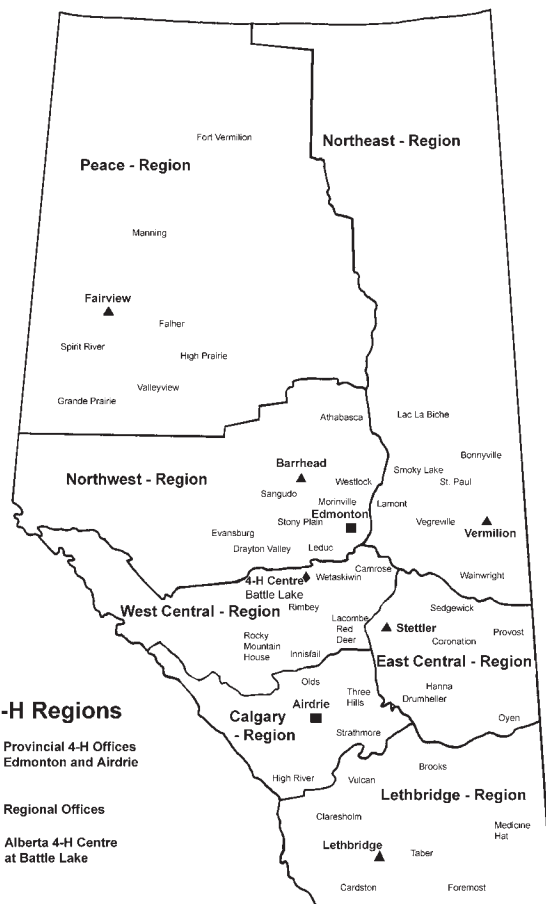 Fort Vermilion
Northeast - Region
Peace - Region
Manning
Fairview
Falher
Spirit River
High Prairie
Valleyview
Grande Prairie
Athabasca
Lac La Biche
Bonnyville
Barrhead
Smoky Lake
Northwest - Region
Westlock
St. Paul
Sangudo
Morinville
Lamont
Edmonton
Stony Plain
Vegreville
Vermilion
Evansburg
Drayton Valley
Leduc
Camrose
Wainwright
4-H Centre
Battle Lake
Wetaskiwin
West Central - Region
Rimbey
Sedgewick
Lacombe
Red
Deer
Stettler
Provost
Coronation
Rocky
Mountain
House
Innisfail
East Central - Region
Olds
Hanna
Three
Hills
Drumheller
-H Regions
Airdrie
Calgary
- Region
Oyen
Strathmore
Provincial 4-H Offices
Edmonton and Airdrie
Brooks
High River
Vulcan
Lethbridge - Region
Regional Offices
Claresholm
Medicine
Hat
Alberta 4-H Centre
at Battle Lake
Lethbridge
Taber
Cardston
Foremost